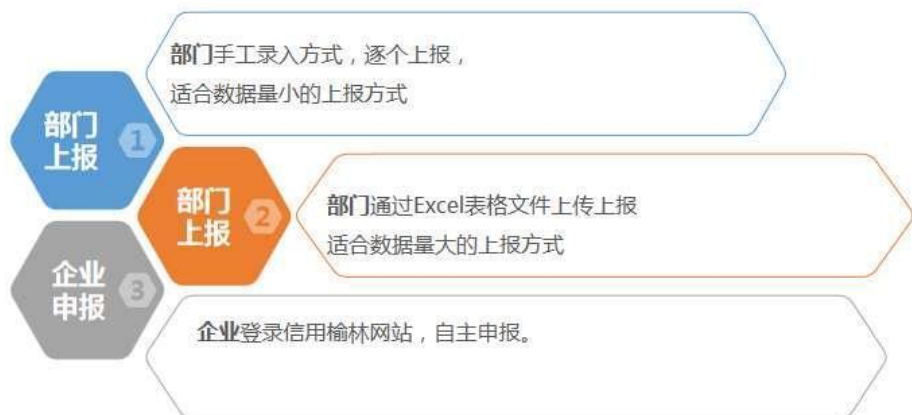 部门手工录入方式，逐个上报，
适合数据量小的上报方式
部门
上报
1
部门
上报
2
部门通过Excel表格文件上传上报
适合数据量大的上报方式
企业
申报
3
企业登录信用榆林网站，自主申报。